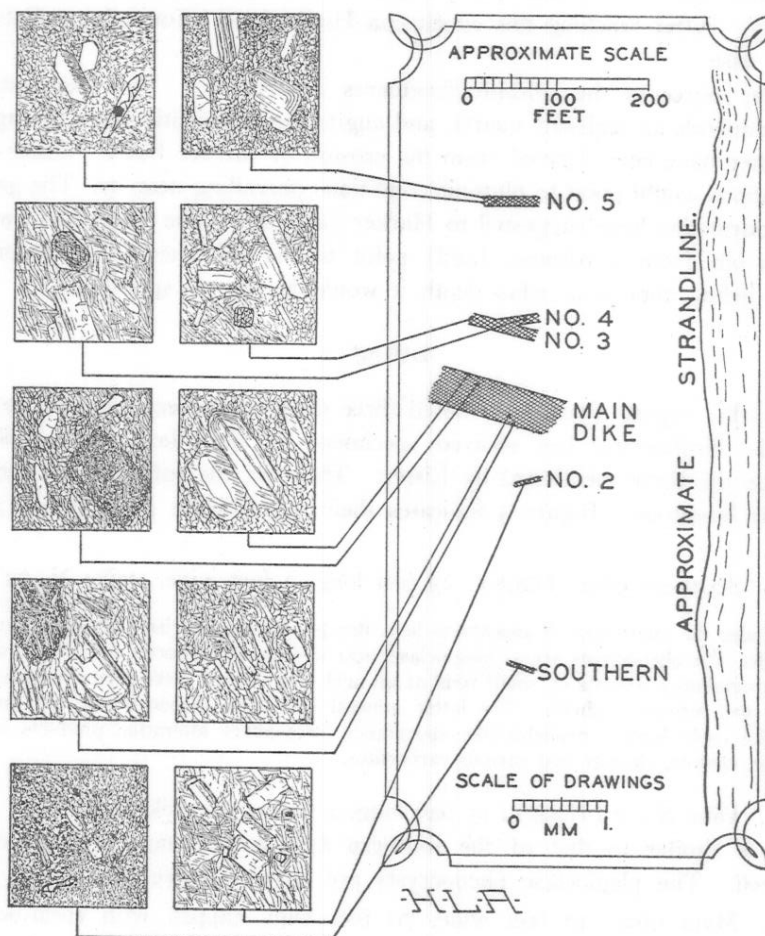 APPROXIMATE SCALE
0 100 200
FEET
NO. 5
NO. 4
NO. 3
MAIN
DIKE
NO. 2
SOUTHERN
APPROXIMATE STRANDLINE.
SCALE OF DRAWINGS
0 MM 1.
HLA